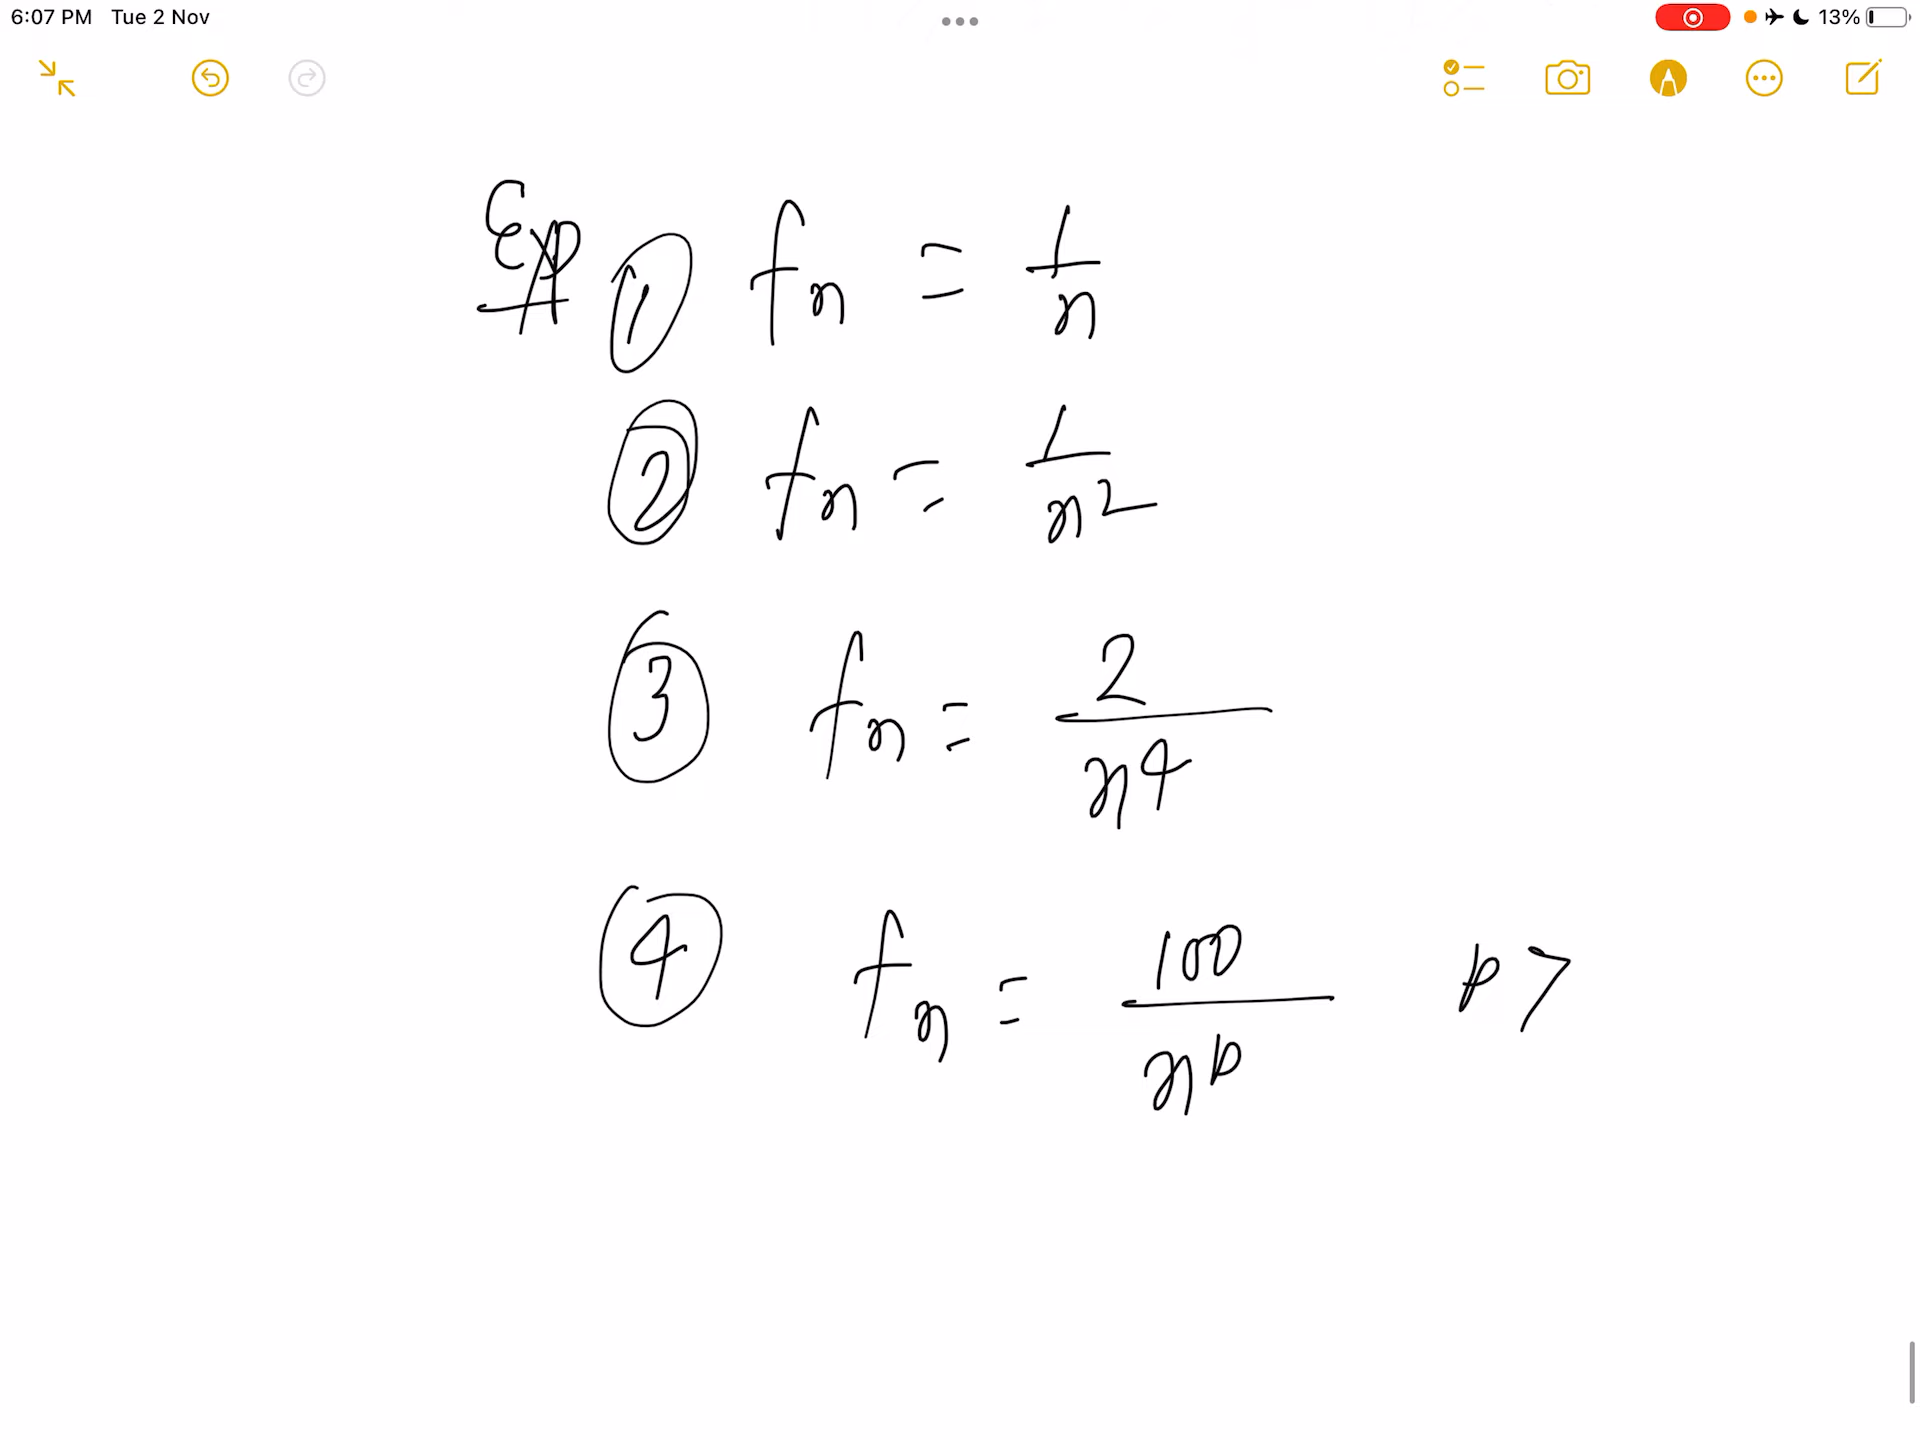 6:07 PM Tue 2 Nov 13%
Exp ① fn = 1/n
② fn = 1/n²
③ fn = 2/n⁴
④ fn = 100/nᵖ p >